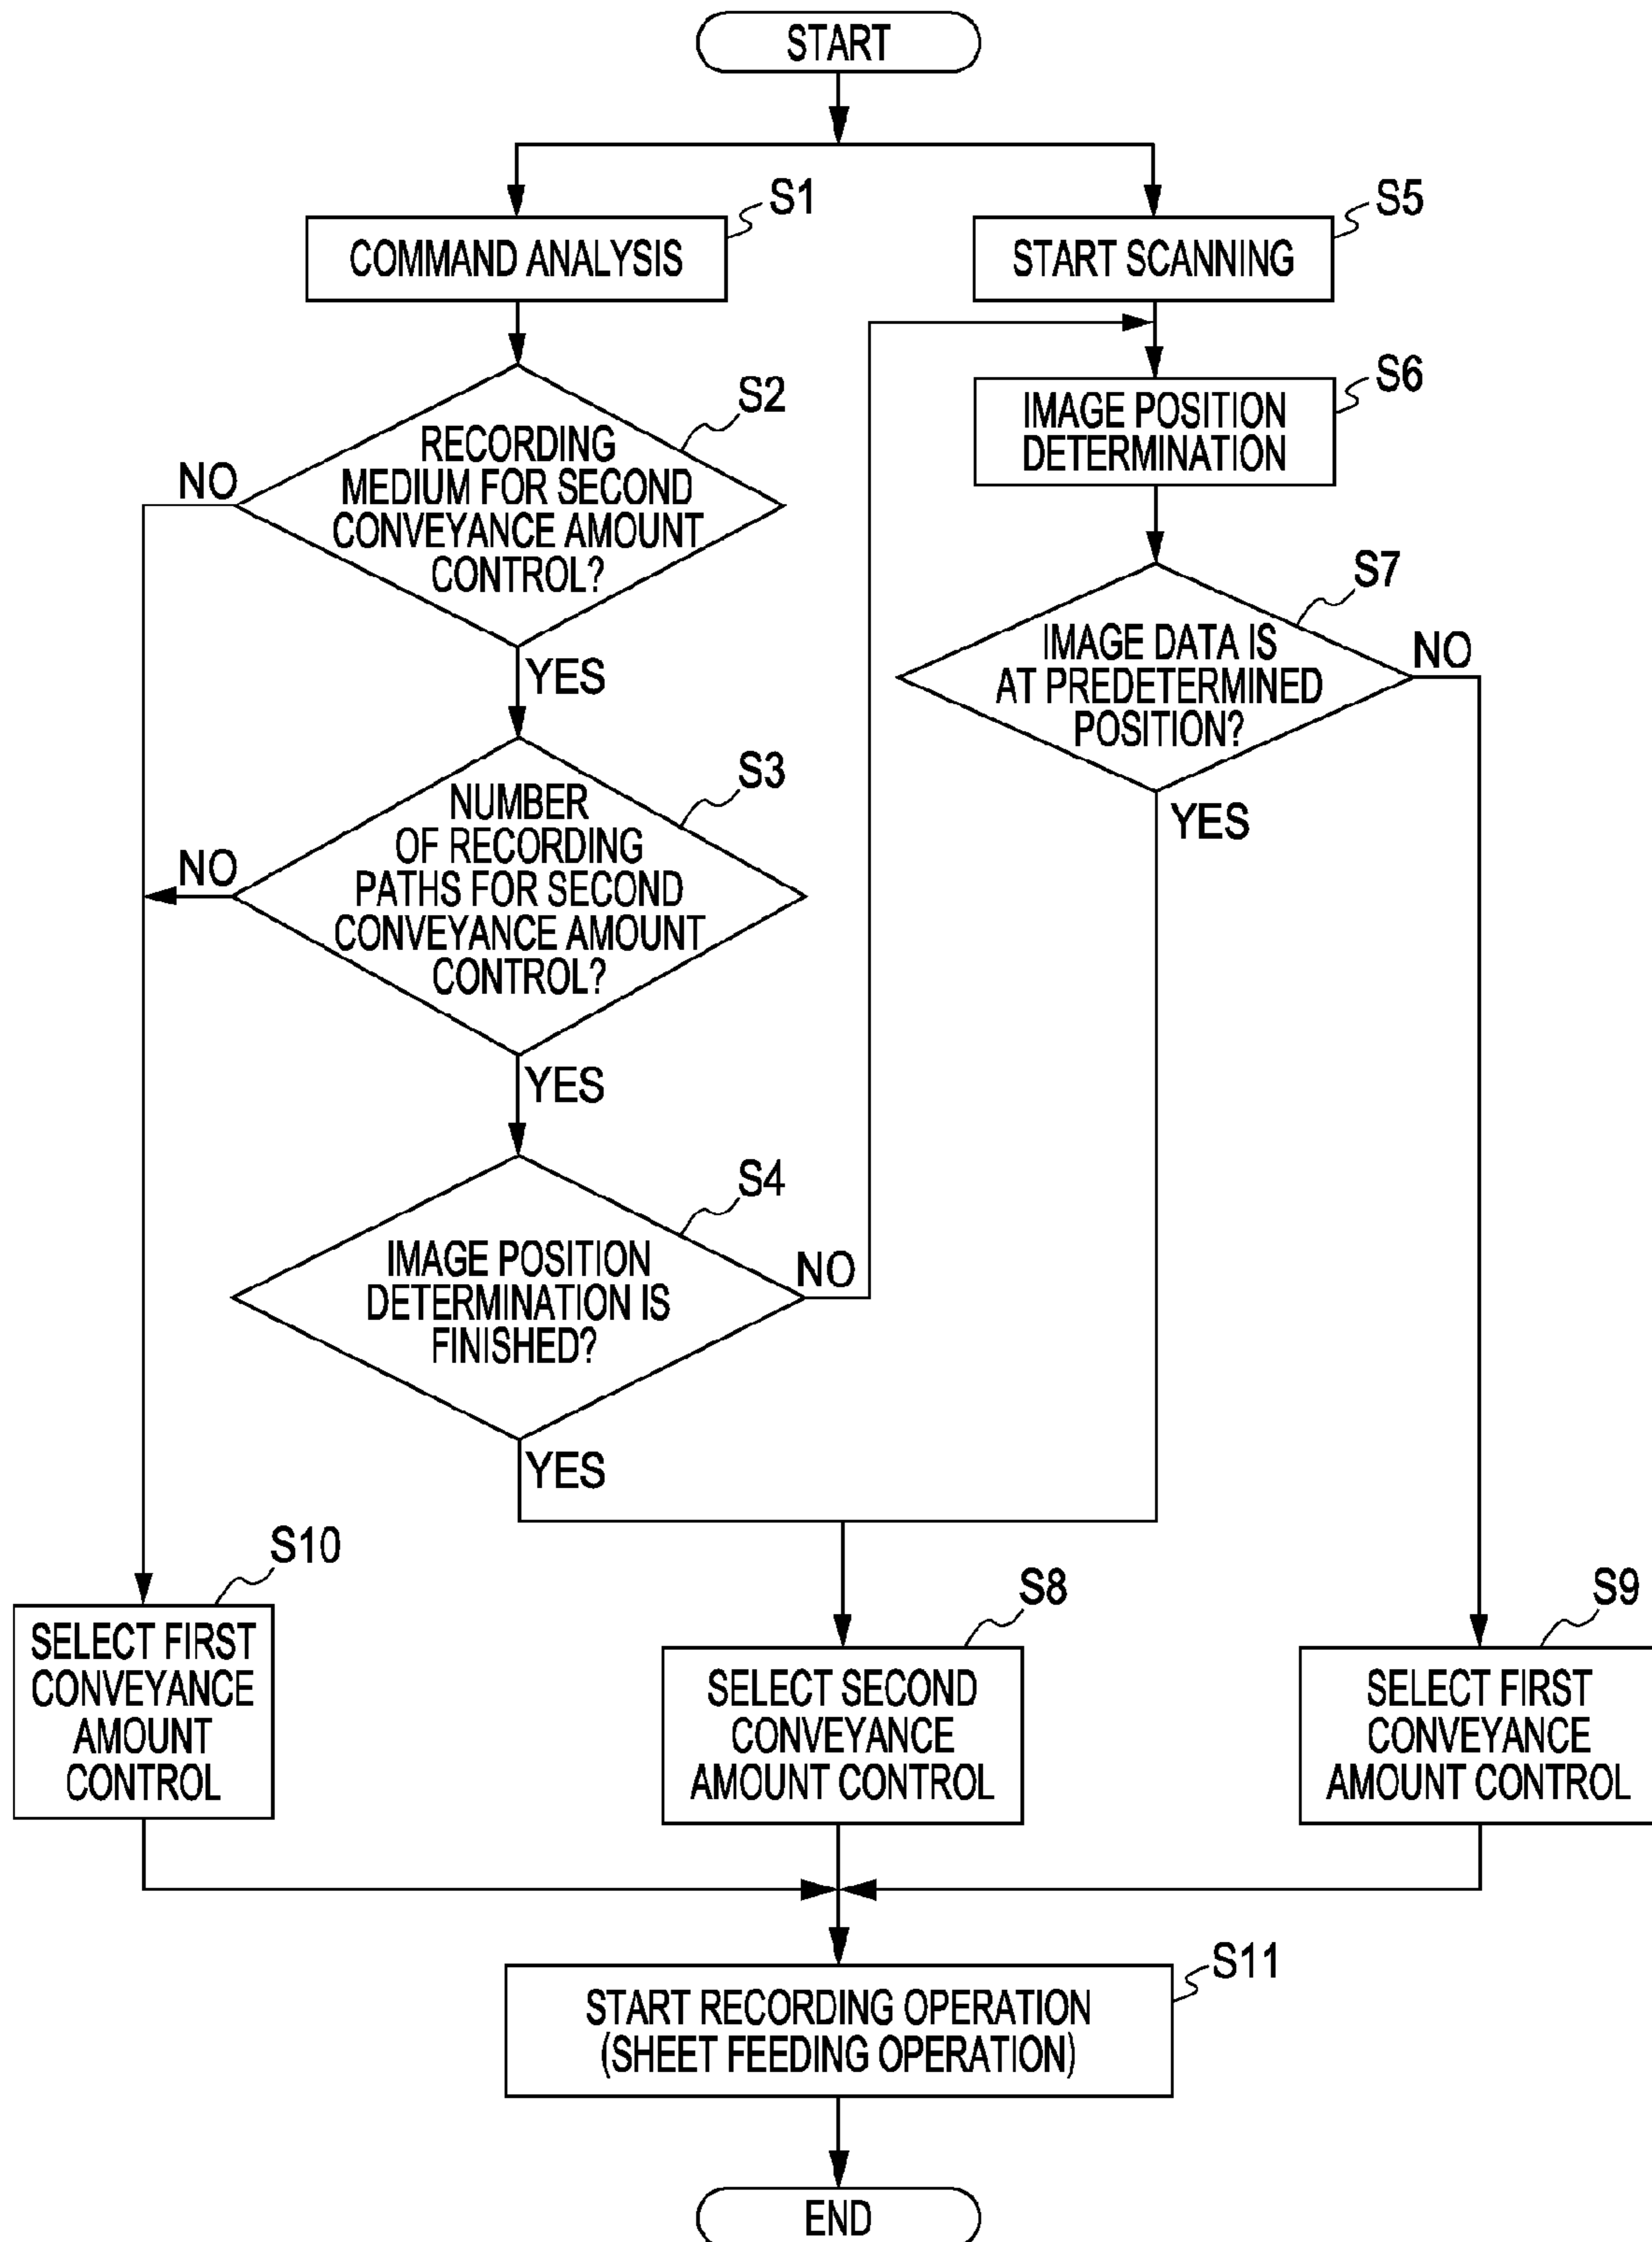 START
S1
COMMAND ANALYSIS
S5
START SCANNING
S2
RECORDING
MEDIUM FOR SECOND
CONVEYANCE AMOUNT
CONTROL?
NO
YES
S6
IMAGE POSITION
DETERMINATION
S7
IMAGE DATA IS
AT PREDETERMINED
POSITION?
NO
YES
S3
NUMBER
OF RECORDING
PATHS FOR SECOND
CONVEYANCE AMOUNT
CONTROL?
NO
YES
S4
IMAGE POSITION
DETERMINATION IS
FINISHED?
NO
YES
S10
SELECT FIRST
CONVEYANCE
AMOUNT
CONTROL
S8
SELECT SECOND
CONVEYANCE
AMOUNT CONTROL
S9
SELECT FIRST
CONVEYANCE
AMOUNT CONTROL
S11
START RECORDING OPERATION
(SHEET FEEDING OPERATION)
END